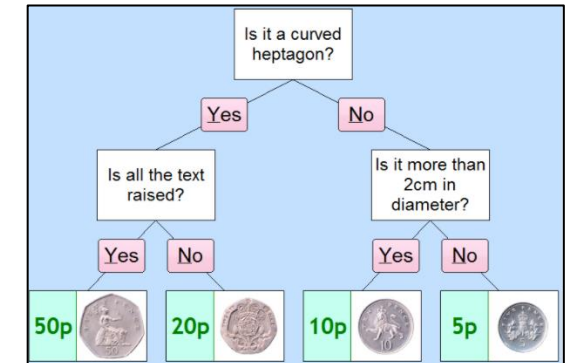 Is it a curved
heptagon?
Yes
No
Is all the text
raised?
Is it more than
2cm in
diameter?
Yes
No
Yes
No
50p
20p
10p
5p